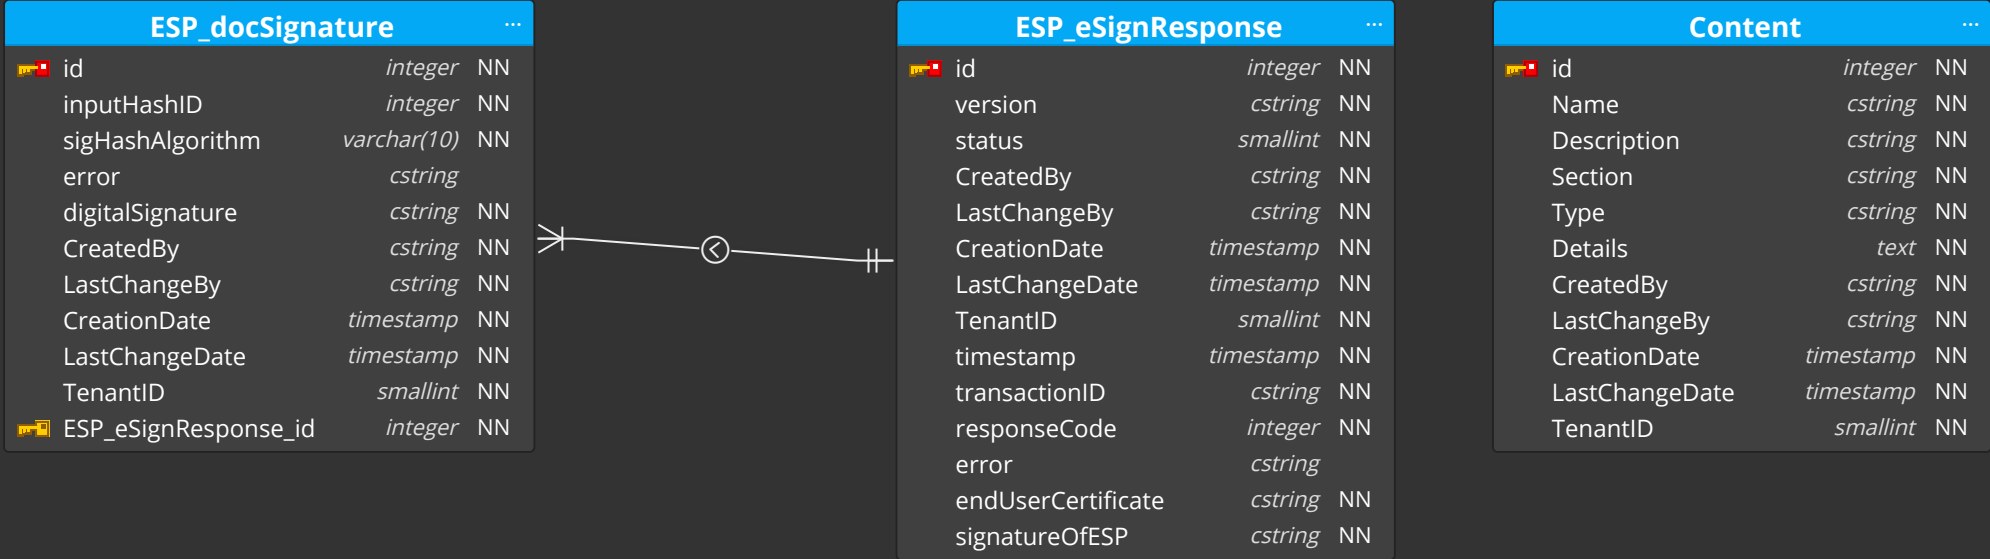 ESP_docSignature ...
id integer NN
inputHashID integer NN
sigHashAlgorithm varchar(10) NN
error cstring
digitalSignature cstring NN
CreatedBy cstring NN
LastChangeBy cstring NN
CreationDate timestamp NN
LastChangeDate timestamp NN
TenantID smallint NN
ESP_eSignResponse_id integer NN
ESP_eSignResponse ...
id integer NN
version cstring NN
status smallint NN
CreatedBy cstring NN
LastChangeBy cstring NN
CreationDate timestamp NN
LastChangeDate timestamp NN
TenantID smallint NN
timestamp timestamp NN
transactionID cstring NN
responseCode integer NN
error cstring
endUserCertificate cstring NN
signatureOfESP cstring NN
Content ...
id integer NN
Name cstring NN
Description cstring NN
Section cstring NN
Type cstring NN
Details text NN
CreatedBy cstring NN
LastChangeBy cstring NN
CreationDate timestamp NN
LastChangeDate timestamp NN
TenantID smallint NN